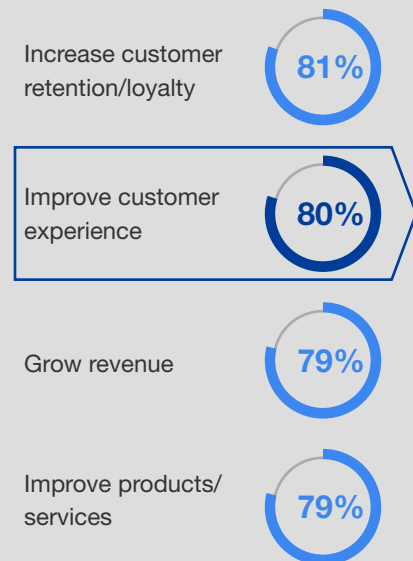 Increase customer
retention/loyalty
81%
Improve customer
experience
80%
Grow revenue
79%
Improve products/
services
79%